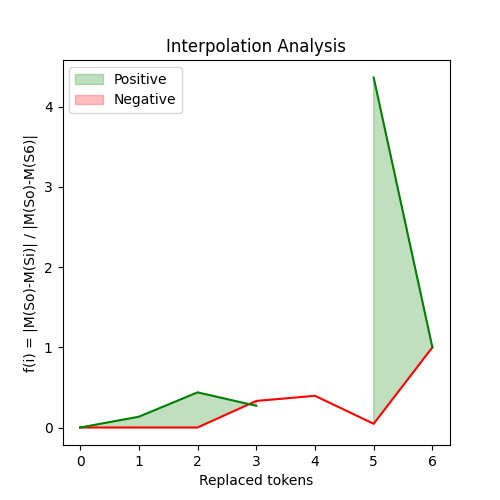 Interpolation Analysis
Positive
Negative
4
3
2
1
0
f(i) = |M(So)-M(Si)| / |M(So)-M(S6)|
0 1 2 3 4 5 6
Replaced tokens